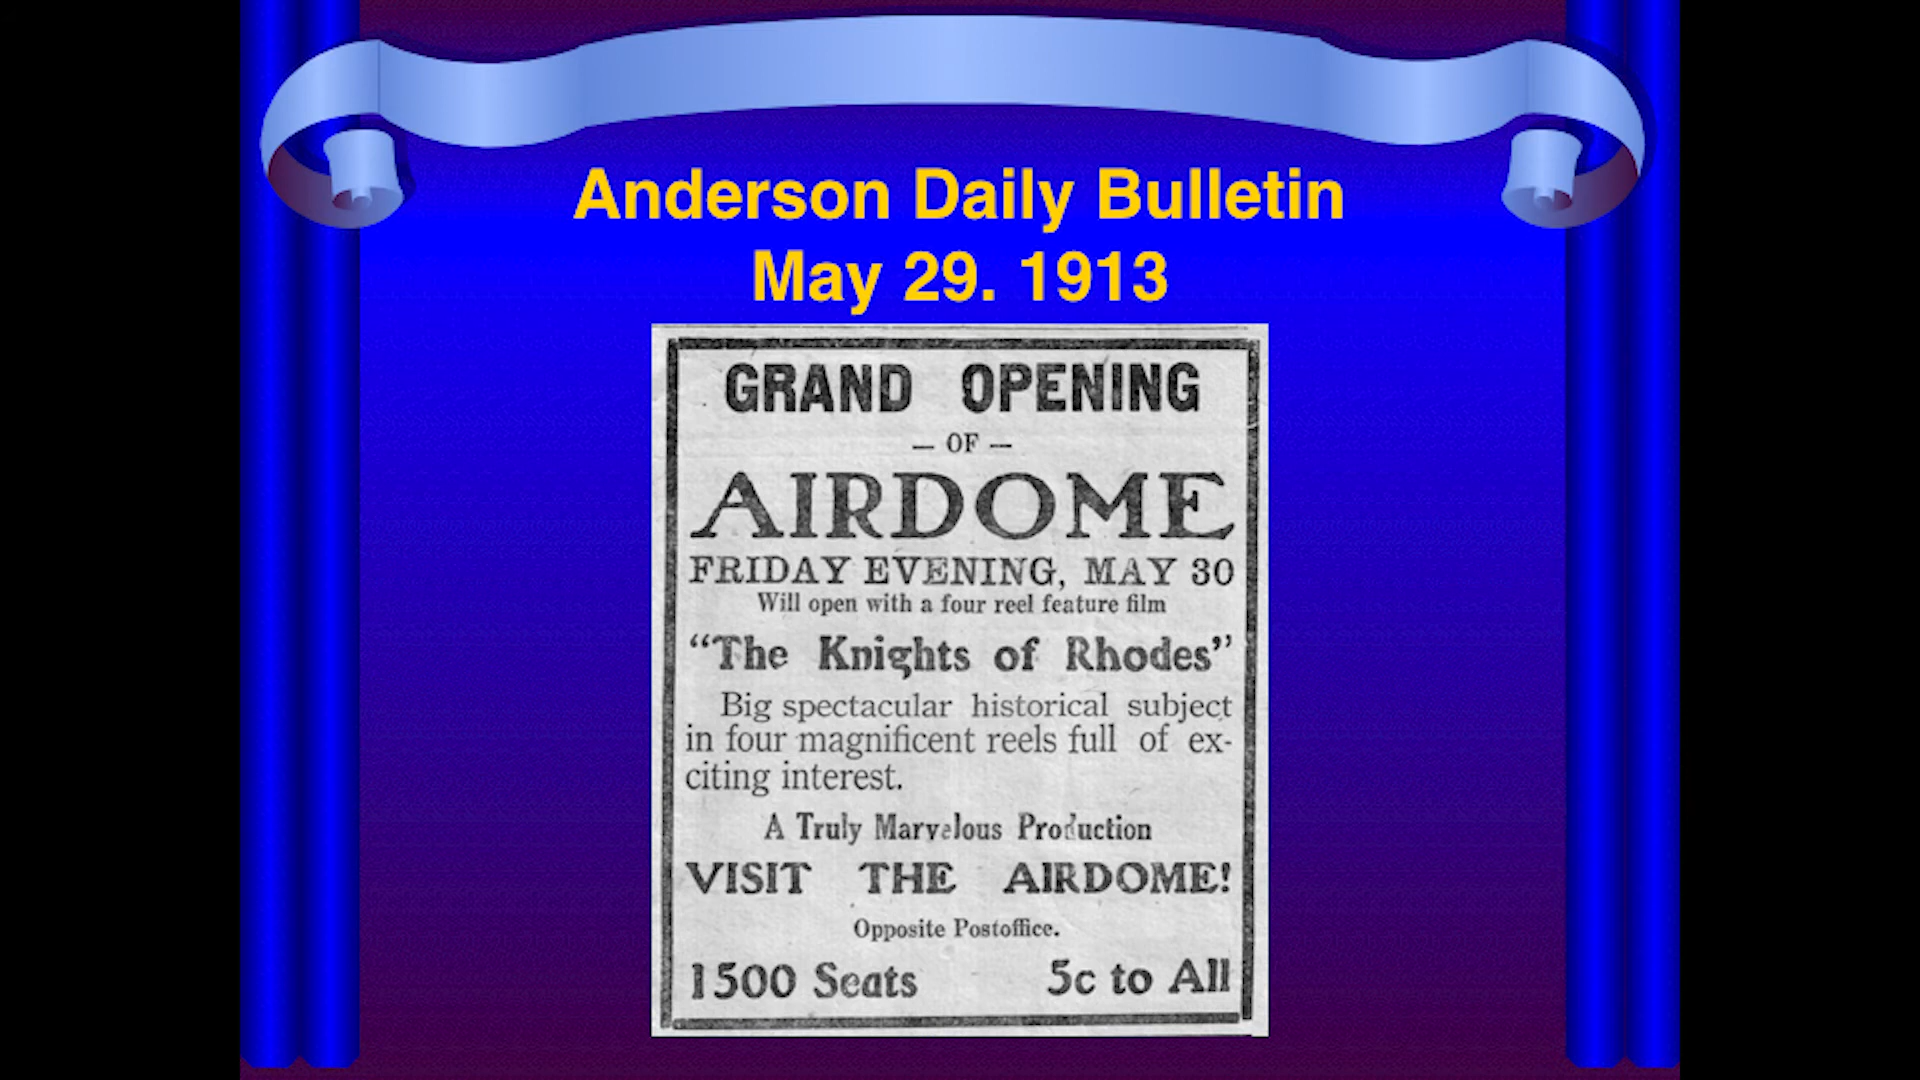 Anderson Daily Bulletin
May 29. 1913
GRAND OPENING
— OF —
AIRDOME
FRIDAY EVENING, MAY 30
Will open with a four reel feature film
“The Knights of Rhodes”
Big spectacular historical subject
in four magnificent reels full of ex-
citing interest.
A Truly Marvelous Production
VISIT THE AIRDOME!
Opposite Postoffice.
1500 Seats 5c to All